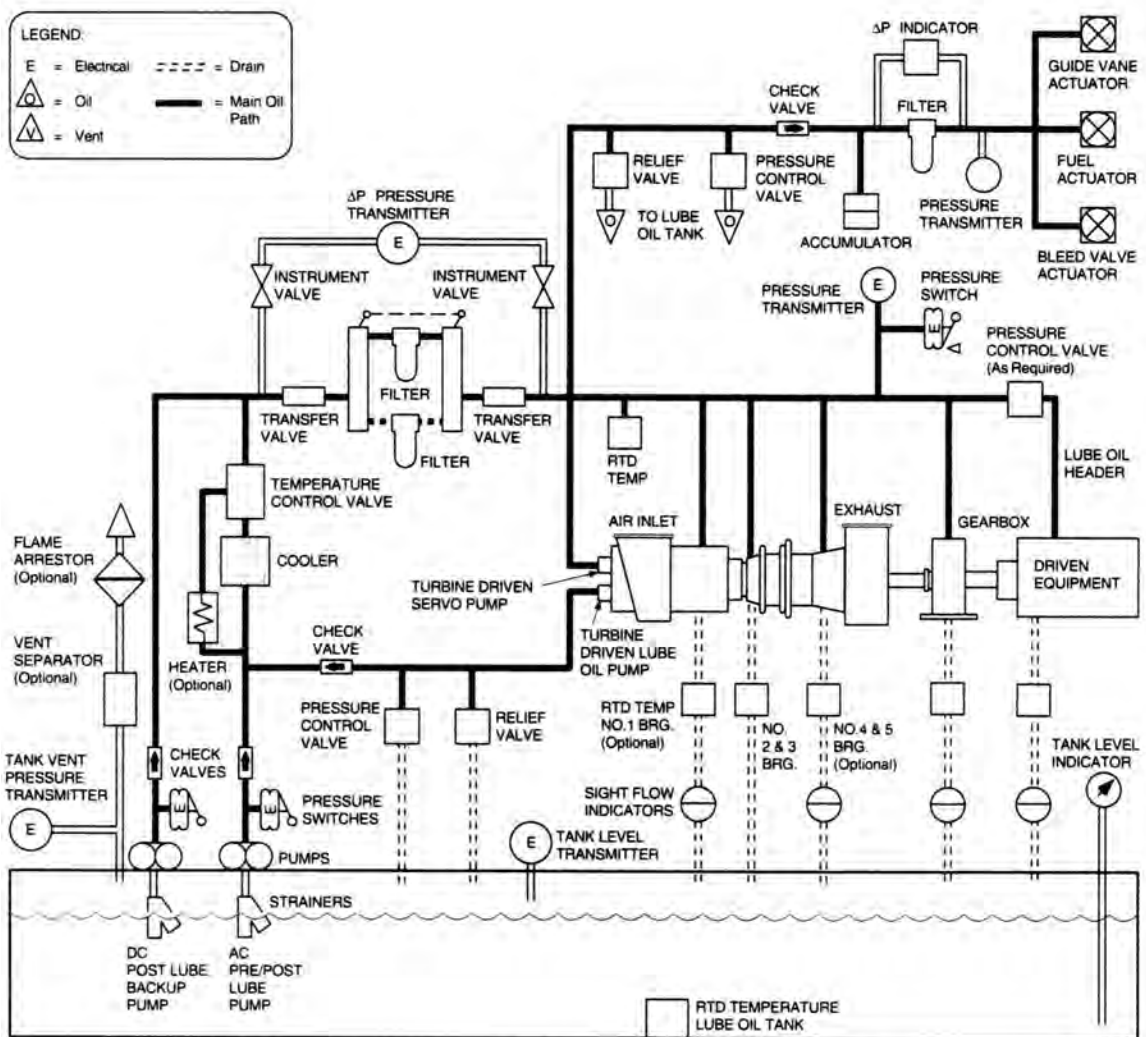 LEGEND:
E = Electrical
= Drain
O = Oil
= Main Oil
Path
V = Vent
ΔP INDICATOR
GUIDE VANE
ACTUATOR
CHECK
VALVE
FILTER
FUEL
ACTUATOR
RELIEF
VALVE
PRESSURE
CONTROL
VALVE
PRESSURE
TRANSMITTER
O
TO LUBE
OIL TANK
O
ACCUMULATOR
BLEED VALVE
ACTUATOR
ΔP PRESSURE
TRANSMITTER
E
INSTRUMENT
VALVE
INSTRUMENT
VALVE
PRESSURE
TRANSMITTER
E
PRESSURE
SWITCH
E
PRESSURE
CONTROL VALVE
(As Required)
FILTER
TRANSFER
VALVE
TRANSFER
VALVE
FILTER
RTD
TEMP
LUBE OIL
HEADER
TEMPERATURE
CONTROL VALVE
AIR INLET
EXHAUST
GEARBOX
FLAME
ARRESTOR
(Optional)
COOLER
DRIVEN
EQUIPMENT
TURBINE DRIVEN
SERVO PUMP
TURBINE
DRIVEN LUBE
OIL PUMP
VENT
SEPARATOR
(Optional)
HEATER
(Optional)
CHECK
VALVE
PRESSURE
CONTROL
VALVE
RELIEF
VALVE
RTD TEMP
NO.1 BRG.
(Optional)
NO.
2 & 3
BRG.
NO.4 & 5
BRG.
(Optional)
TANK LEVEL
INDICATOR
TANK VENT
PRESSURE
TRANSMITTER
E
CHECK
VALVES
E
E
PRESSURE
SWITCHES
SIGHT FLOW
INDICATORS
PUMPS
E
TANK LEVEL
TRANSMITTER
STRAINERS
DC
POST LUBE
BACKUP
PUMP
AC
PRE/POST
LUBE
PUMP
RTD TEMPERATURE
LUBE OIL TANK